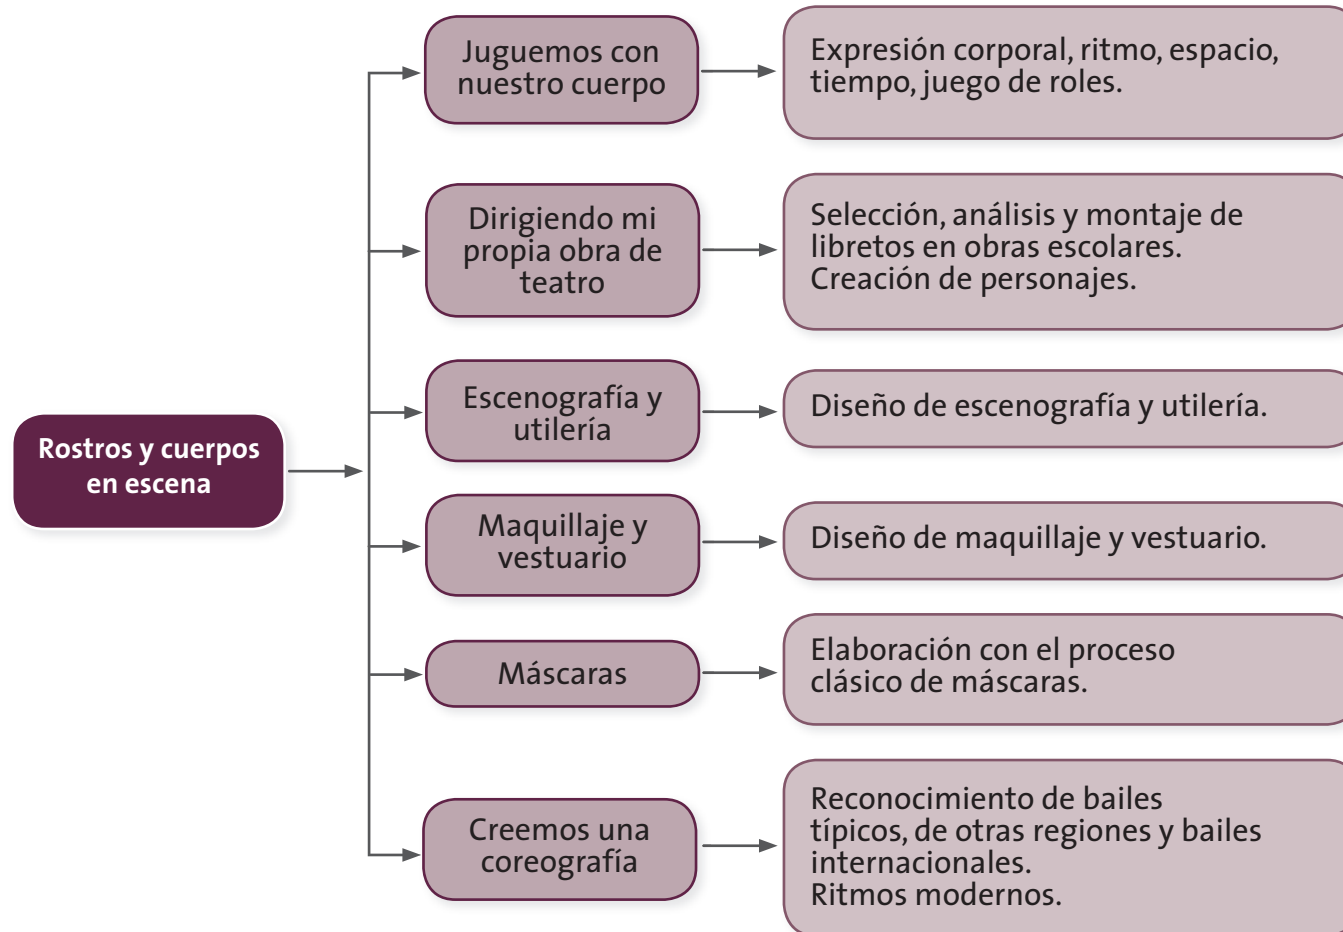 Rostros y cuerpos
en escena
Juguemos con
nuestro cuerpo
Expresión corporal, ritmo, espacio,
tiempo, juego de roles.
Dirigiendo mi
propia obra de
teatro
Selección, análisis y montaje de
libretos en obras escolares.
Creación de personajes.
Escenografía y
utilería
Diseño de escenografía y utilería.
Maquillaje y
vestuario
Diseño de maquillaje y vestuario.
Máscaras
Elaboración con el proceso
clásico de máscaras.
Creemos una
coreografía
Reconocimiento de bailes
típicos, de otras regiones y bailes
internacionales.
Ritmos modernos.